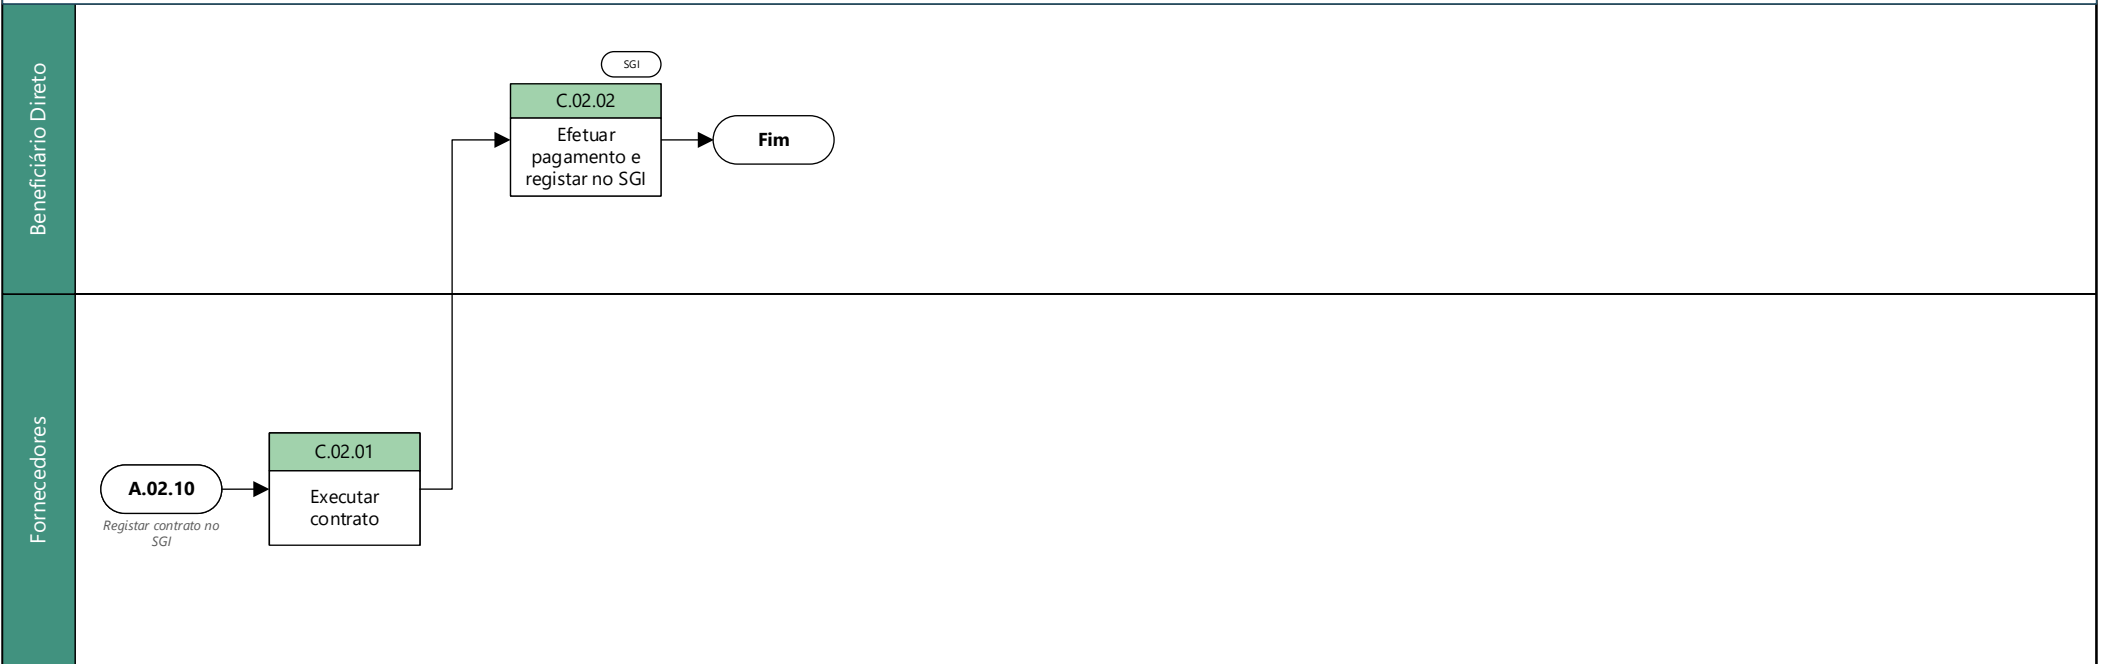 Beneficiário Direto
SGI
C.02.02
Efetuar
pagamento e
registar no SGI
Fim
Fornecedores
A.02.10
Registar contrato no
SGI
C.02.01
Executar
contrato